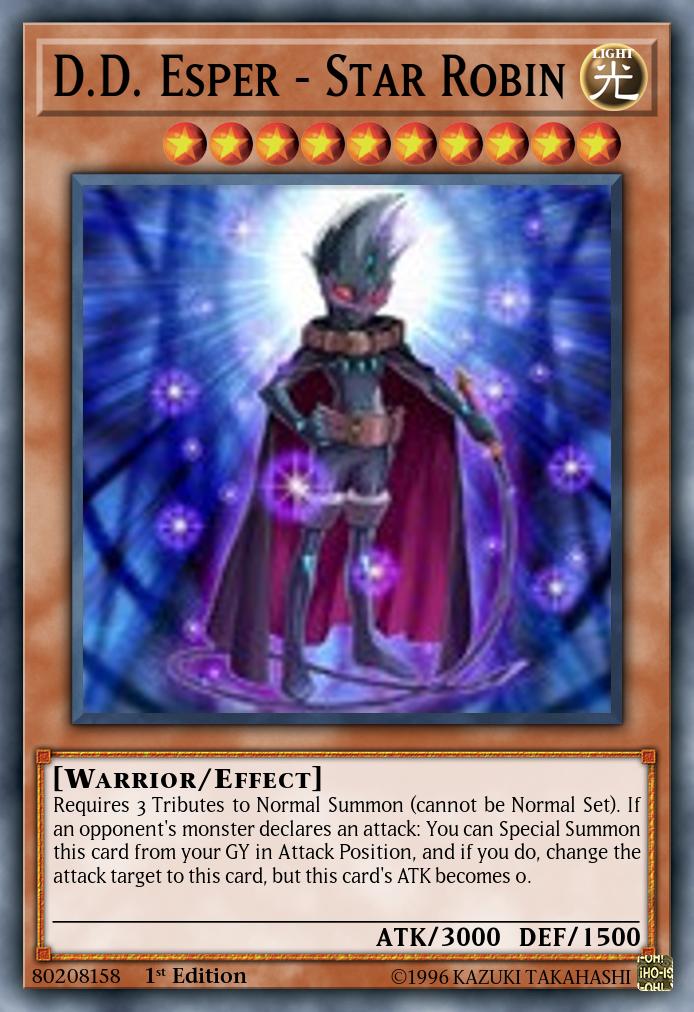 D.D. Esper - Star Robin
LIGHT
光
[Warrior/Effect]
Requires 3 Tributes to Normal Summon (cannot be Normal Set). If
an opponent's monster declares an attack: You can Special Summon
this card from your GY in Attack Position, and if you do, change the
attack target to this card, but this card's ATK becomes 0.
ATK/3000 DEF/1500
80208158 1st Edition ©1996 KAZUKI TAKAHASHI